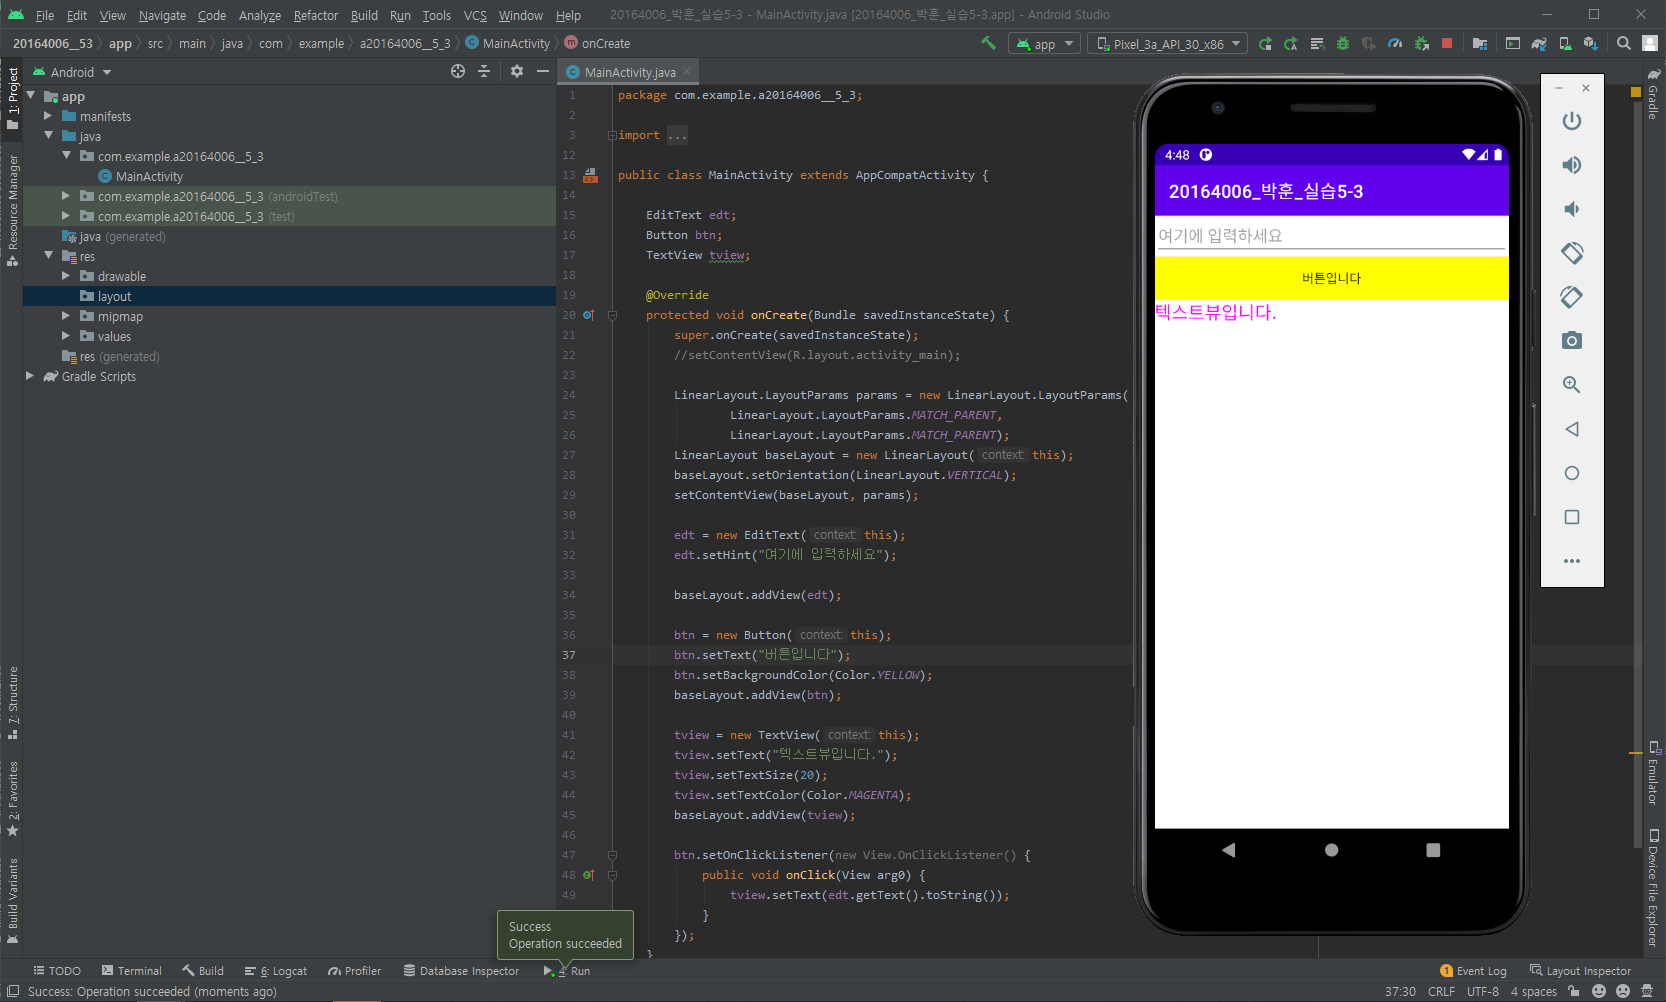 File Edit View Navigate Code Analyze Refactor Build Run Tools VCS Window Help 20164006_박훈_실습5-3 - MainActivity.java [20164006_박훈_실습5-3.app] - Android Studio
20164006__53 app src main java com example a20164006__5_3 MainActivity onCreate app Pixel_3a_API_30_x86
1: Project
Resource Manager
7: Structure
2: Favorites
Build Variants
Android
app
manifests
java
com.example.a20164006__5_3
MainActivity
com.example.a20164006__5_3 (androidTest)
com.example.a20164006__5_3 (test)
java (generated)
res
drawable
layout
mipmap
values
res (generated)
Gradle Scripts
MainActivity.java
1 package com.example.a20164006__5_3;
2
3 import ...
12
13 public class MainActivity extends AppCompatActivity {
14
15 EditText edt;
16 Button btn;
17 TextView tview;
18
19 @Override
20 protected void onCreate(Bundle savedInstanceState) {
21 super.onCreate(savedInstanceState);
22 //setContentView(R.layout.activity_main);
23
24 LinearLayout.LayoutParams params = new LinearLayout.LayoutParams(
25 LinearLayout.LayoutParams.MATCH_PARENT,
26 LinearLayout.LayoutParams.MATCH_PARENT);
27 LinearLayout baseLayout = new LinearLayout( context: this);
28 baseLayout.setOrientation(LinearLayout.VERTICAL);
29 setContentView(baseLayout, params);
30
31 edt = new EditText( context: this);
32 edt.setHint("여기에 입력하세요");
33
34 baseLayout.addView(edt);
35
36 btn = new Button( context: this);
37 btn.setText("버튼입니다");
38 btn.setBackgroundColor(Color.YELLOW);
39 baseLayout.addView(btn);
40
41 tview = new TextView( context: this);
42 tview.setText("텍스트뷰입니다.");
43 tview.setTextSize(20);
44 tview.setTextColor(Color.MAGENTA);
45 baseLayout.addView(tview);
46
47 btn.setOnClickListener(new View.OnClickListener() {
48 public void onClick(View arg0) {
49 tview.setText(edt.getText().toString());
}
});
}
4:48
20164006_박훈_실습5-3
여기에 입력하세요
버튼입니다
텍스트뷰입니다.
Gradle
Emulator
Device File Explorer
Success
Operation succeeded
TODO Terminal Build 6: Logcat Profiler Database Inspector 4: Run 1 Event Log Layout Inspector
Success: Operation succeeded (moments ago) 37:30 CRLF UTF-8 4 spaces